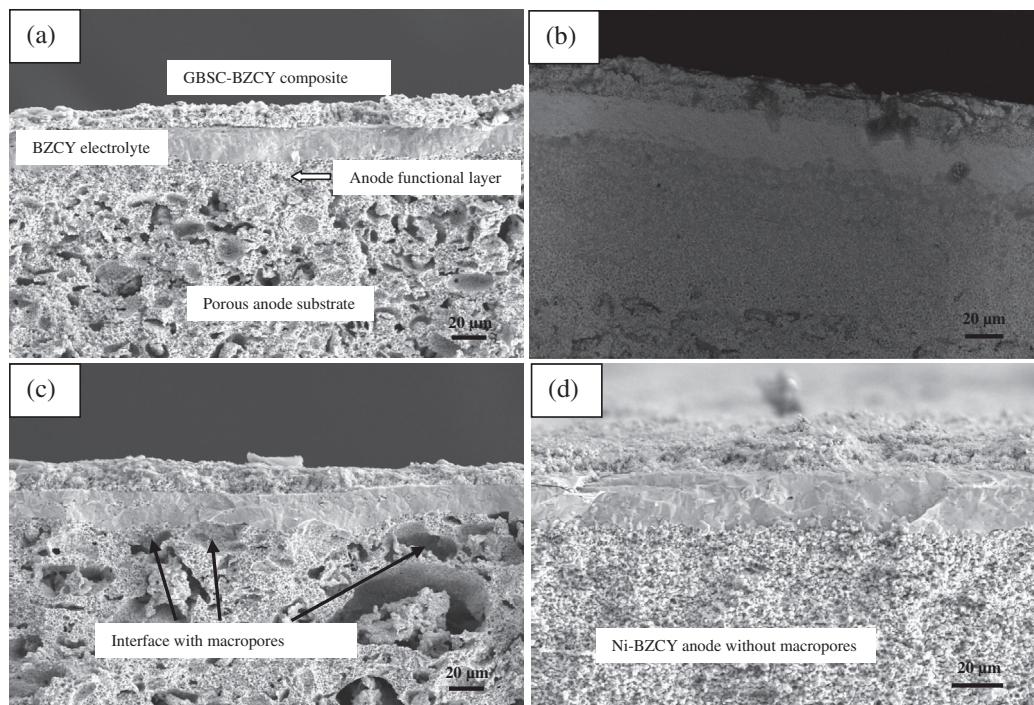 (a)
GBSC-BZCY composite
BZCY electrolyte
Anode functional layer
Porous anode substrate
20 μm
(b)
20 μm
(c)
Interface with macropores
20 μm
(d)
Ni-BZCY anode without macropores
20 μm